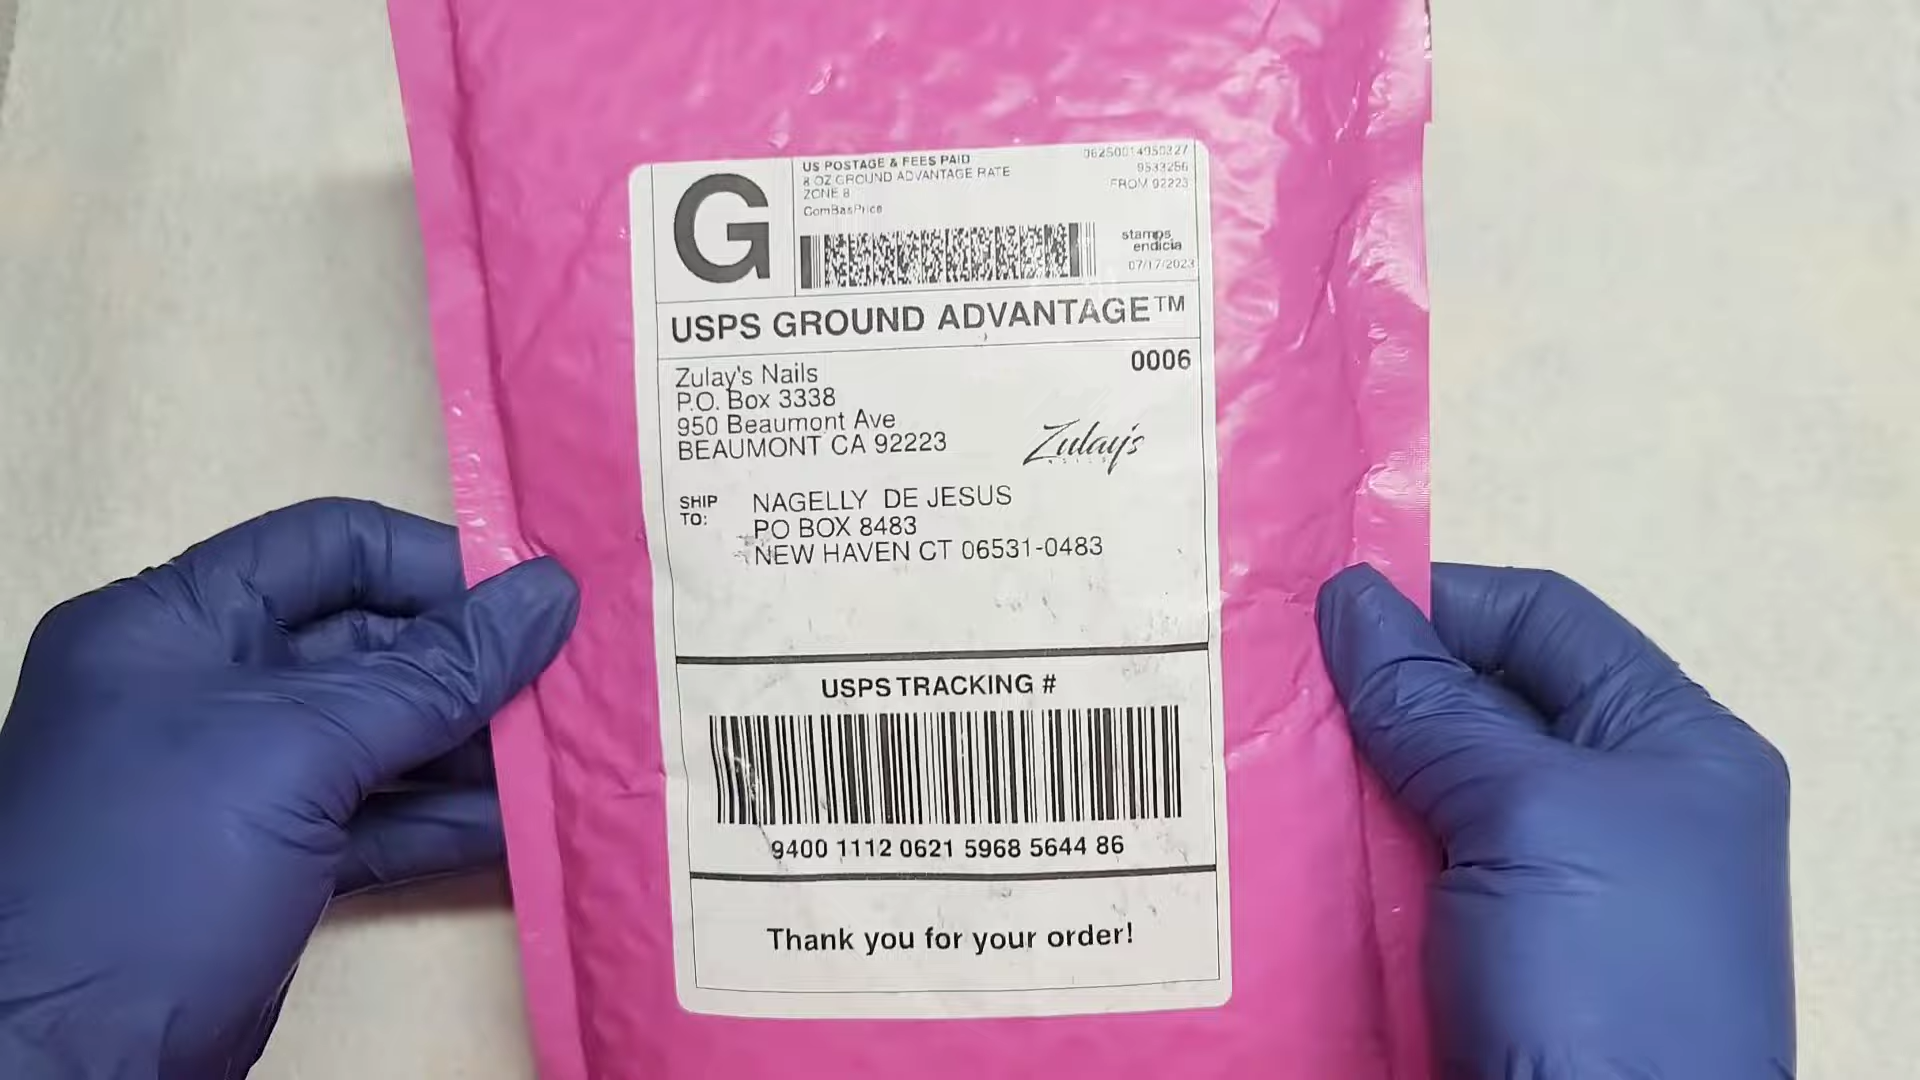 G
US POSTAGE & FEES PAID
8 OZ GROUND ADVANTAGE RATE
ZONE 8
ComBasPrice
062S0014950327
9533256
FROM 92223
stamps
endicia
07/17/2023
USPS GROUND ADVANTAGE™
0006
Zulay's Nails
P.O. Box 3338
950 Beaumont Ave
BEAUMONT CA 92223
Zulay's
NAILS
SHIP TO:
NAGELLY DE JESUS
PO BOX 8483
NEW HAVEN CT 06531-0483
USPS TRACKING #
9400 1112 0621 5968 5644 86
Thank you for your order!